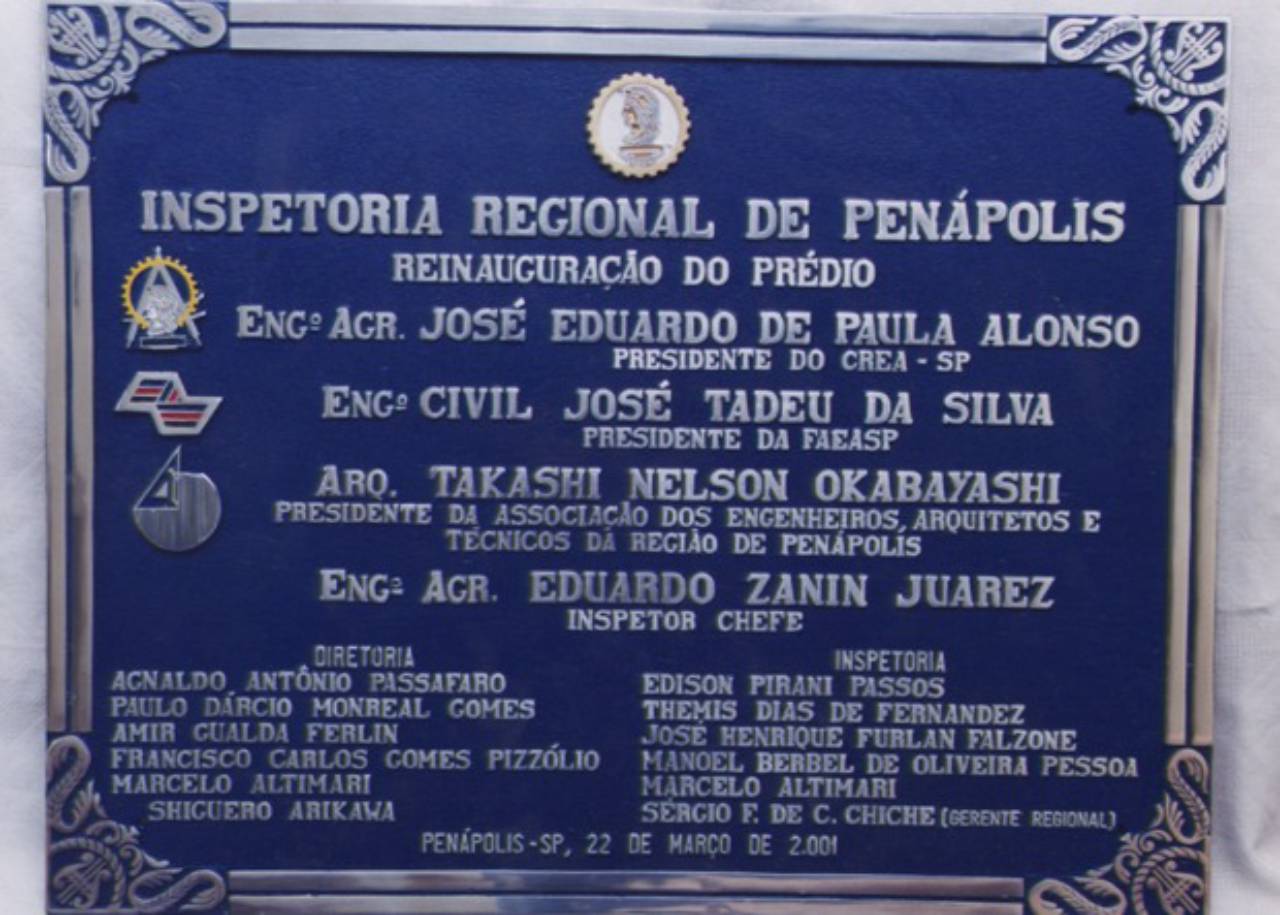 INSPETORIA REGIONAL DE PENÁPOLIS
REINAUGURAÇÃO DO PRÉDIO
ENGº AGR. JOSÉ EDUARDO DE PAULA ALONSO
PRESIDENTE DO CREA - SP
ENGº CIVIL JOSÉ TADEU DA SILVA
PRESIDENTE DA FAEASP
ARQ. TAKASHI NELSON OKABAYASHI
PRESIDENTE DA ASSOCIAÇÃO DOS ENGENHEIROS, ARQUITETOS E
TÉCNICOS DA REGIÃO DE PENÁPOLIS
ENGº AGR. EDUARDO ZANIN JUAREZ
INSPETOR CHEFE
DIRETORIA
AGNALDO ANTÔNIO PASSAFARO
PAULO DÁRCIO MONREAL GOMES
AMIR GUALDA FERLIN
FRANCISCO CARLOS GOMES PIZZÓLIO
MARCELO ALTIMARI
SHIGUERO ARIKAWA
INSPETORIA
EDISON PIRANI PASSOS
THEMIS DIAS DE FERNANDEZ
JOSÉ HENRIQUE FURLAN FALZONE
MANOEL BERBEL DE OLIVEIRA PESSOA
MARCELO ALTIMARI
SÉRGIO F. DE C. CHICHE (GERENTE REGIONAL)
PENÁPOLIS - SP, 22 DE MARÇO DE 2.001